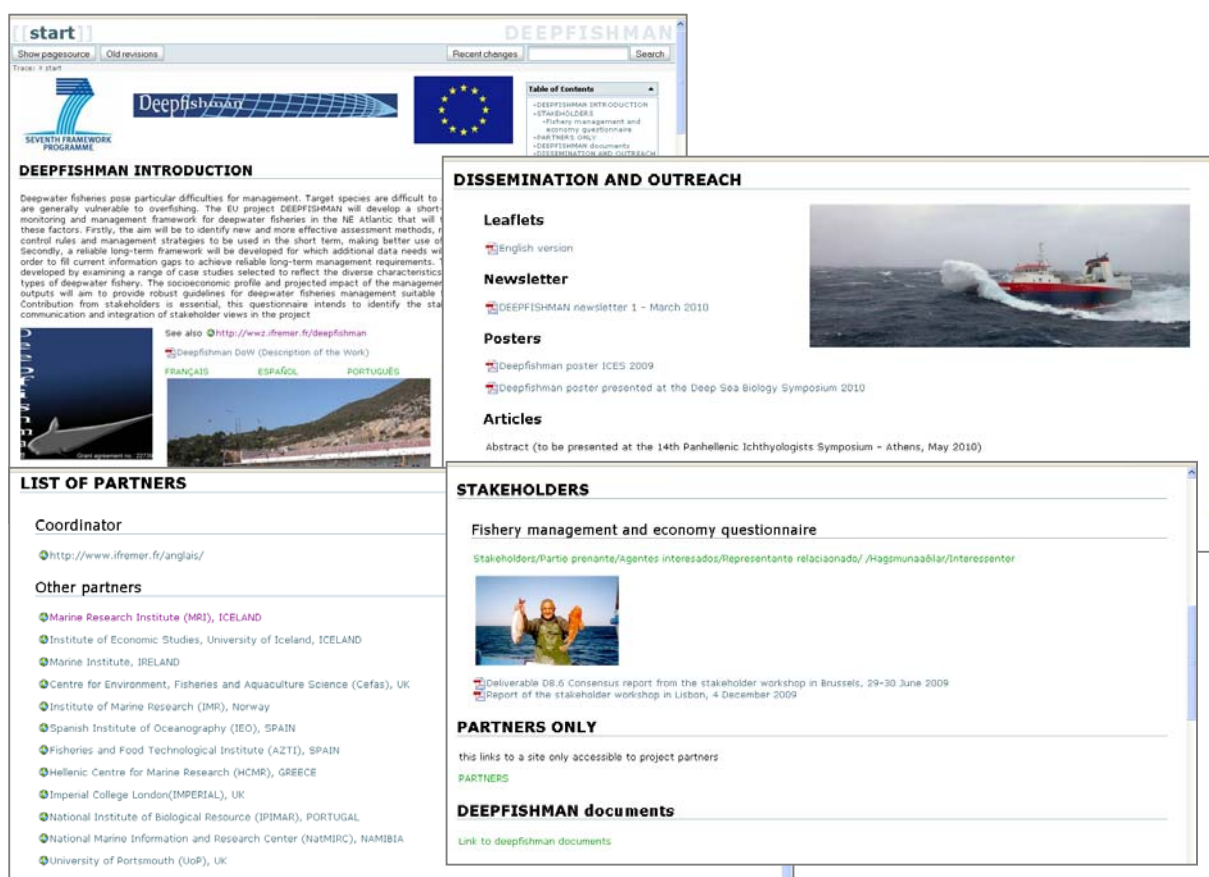 [[start]]
DEEPFISHMAN
Show pagesource
Old revisions
Recent changes
Search
Trace: » start
SEVENTH FRAMEWORK
PROGRAMME
Deepfishman
Table of Contents
DEEPFISHMAN INTRODUCTION
STAKEHOLDERS
Fishery management and
economy questionnaire
PARTNERS ONLY
DEEPFISHMAN documents
DISSEMINATION AND OUTREACH
DEEPFISHMAN INTRODUCTION
Deepwater fisheries pose particular difficulties for management. Target species are difficult to
are generally vulnerable to overfishing. The EU project DEEPFISHMAN will develop a short-
monitoring and management framework for deepwater fisheries in the NE Atlantic that will
these factors. Firstly, the aim will be to identify new and more effective assessment methods,
control rules and management strategies to be used in the short term, making better use of
Secondly, a reliable long-term framework will be developed for which additional data needs
order to fill current information gaps to achieve reliable long-term management requirements.
developed by examining a range of case studies selected to reflect the diverse characteristics
types of deepwater fishery. The socioeconomic profile and projected impact of the
outputs will aim to provide robust guidelines for deepwater fisheries management suitable
Contribution from stakeholders is essential, this questionnaire intends to identify the
communication and integration of stakeholder views in the project
Deepfishman
Grant agreement no.
See also http://wwz.ifremer.fr/deepfishman
Deepfishman DoW (Description of the Work)
FRANÇAIS ESPAÑOL PORTUGUÊS
DISSEMINATION AND OUTREACH
Leaflets
English version
Newsletter
DEEPFISHMAN newsletter 1 - March 2010
Posters
Deepfishman poster ICES 2009
Deepfishman poster presented at the Deep Sea Biology Symposium 2010
Articles
Abstract (to be presented at the 14th Panhellenic Ichthyologists Symposium - Athens, May 2010)
LIST OF PARTNERS
Coordinator
http://www.ifremer.fr/anglais/
Other partners
Marine Research Institute (MRI), ICELAND
Institute of Economic Studies, University of Iceland, ICELAND
Marine Institute, IRELAND
Centre for Environment, Fisheries and Aquaculture Science (Cefas), UK
Institute of Marine Research (IMR), Norway
Spanish Institute of Oceanography (IEO), SPAIN
Fisheries and Food Technological Institute (AZTI), SPAIN
Hellenic Centre for Marine Research (HCMR), GREECE
Imperial College London(IMPERIAL), UK
National Institute of Biological Resource (IPIMAR), PORTUGAL
National Marine Information and Research Center (NatMIRC), NAMIBIA
University of Portsmouth (UoP), UK
STAKEHOLDERS
Fishery management and economy questionnaire
Stakeholders/Partie prenante/Agentes interesados/Representante relaciaonado/ /Hagsmunaaðilar/Interessenter
Deliverable D8.6 Consensus report from the stakeholder workshop in Brussels, 29-30 June 2009
Report of the stakeholder workshop in Lisbon, 4 December 2009
PARTNERS ONLY
this links to a site only accessible to project partners
PARTNERS
DEEPFISHMAN documents
Link to deepfishman documents